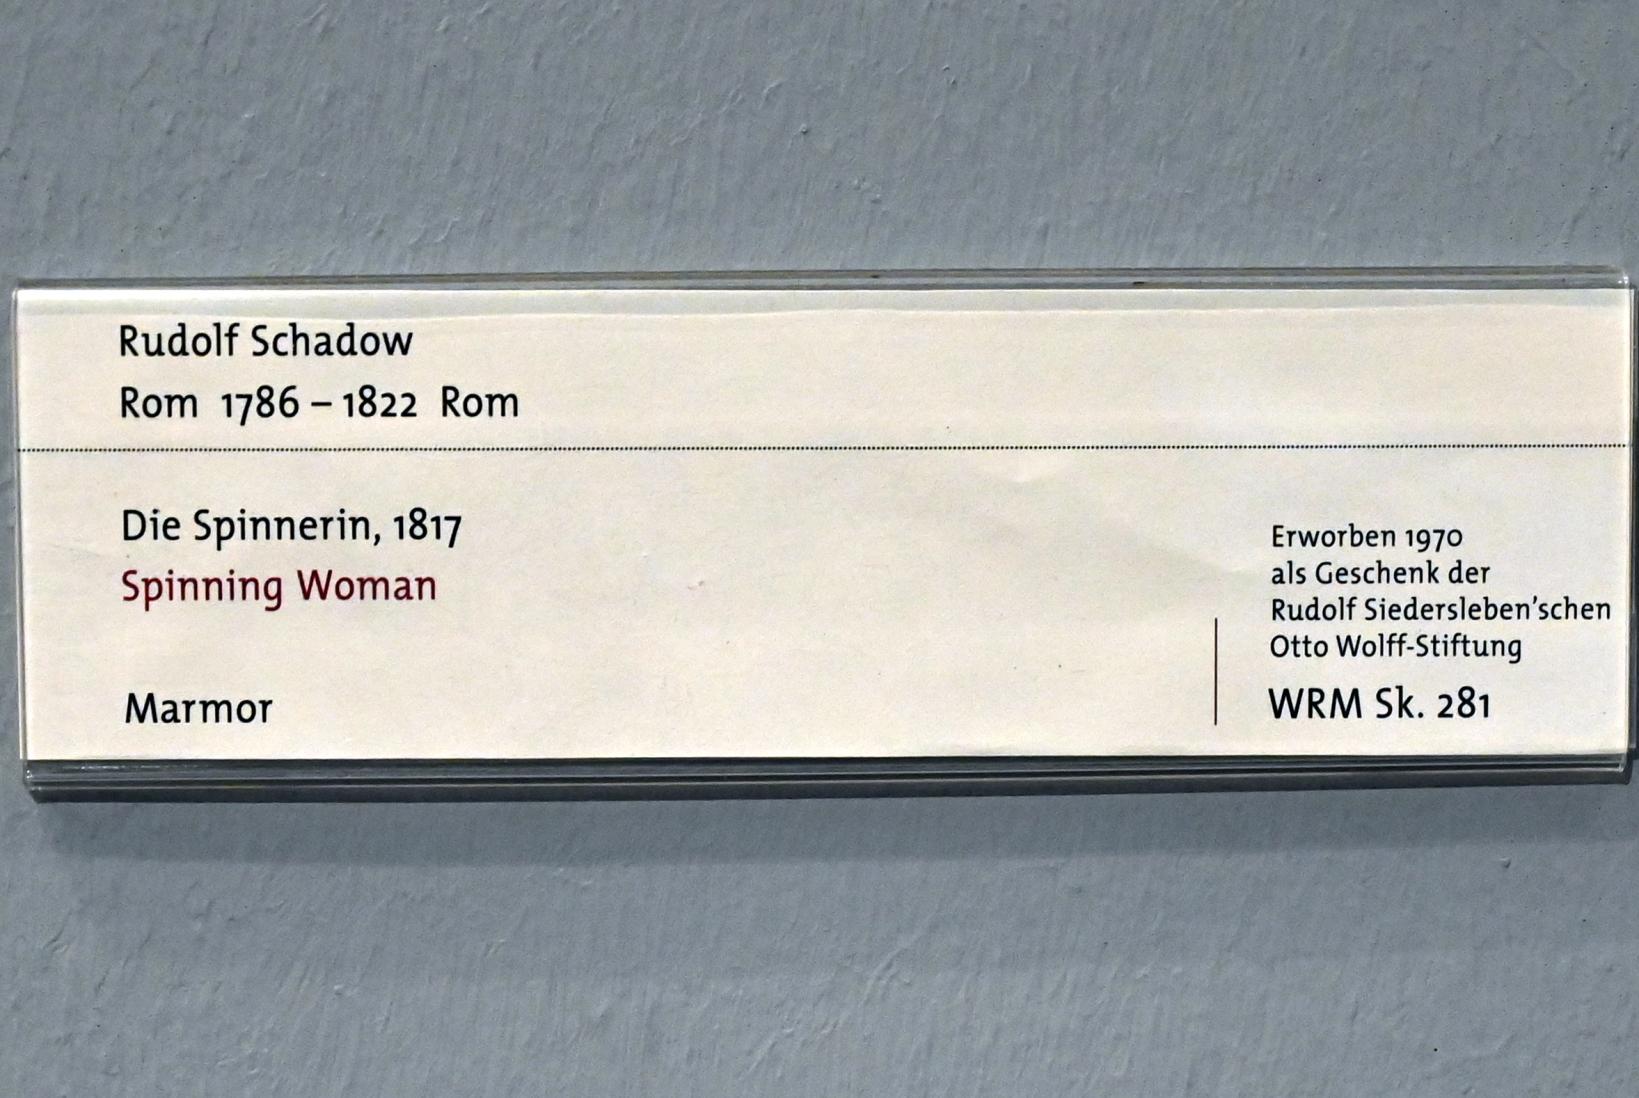 Rudolf Schadow
Rom 1786 – 1822 Rom
Die Spinnerin, 1817
Spinning Woman
Marmor
Erworben 1970
als Geschenk der
Rudolf Siedersleben'schen
Otto Wolff-Stiftung
WRM Sk. 281